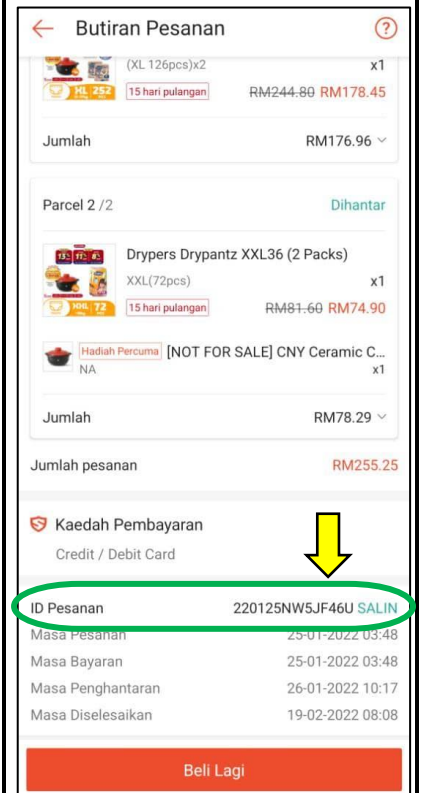 Butiran Pesanan
(XL 126pcs)x2
x1
XL 252
15 hari pulangan
RM244.80 RM178.45
Jumlah
RM176.96
Parcel 2 /2
Dihantar
Drypers Drypantz XXL36 (2 Packs)
XXL(72pcs)
x1
XXL 72
15 hari pulangan
RM81.60 RM74.90
Hadiah Percuma [NOT FOR SALE] CNY Ceramic C...
NA
x1
Jumlah
RM78.29
Jumlah pesanan
RM255.25
Kaedah Pembayaran
Credit / Debit Card
ID Pesanan
220125NW5JF46U SALIN
Masa Pesanan
25-01-2022 03:48
Masa Bayaran
25-01-2022 03:48
Masa Penghantaran
26-01-2022 10:17
Masa Diselesaikan
19-02-2022 08:08
Beli Lagi